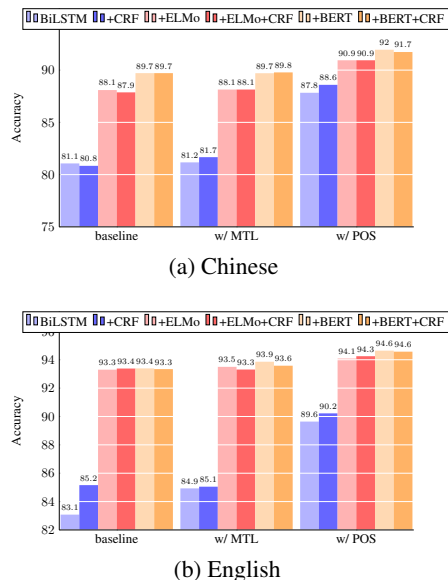 BiLSTM +CRF +ELMo +ELMo+CRF +BERT +BERT+CRF
90
85
80
75
Accuracy
81.1 80.8 88.1 87.9 89.7 89.7
81.2 81.7 88.1 88.1 89.7 89.8
87.8 88.6 90.9 90.9 92 91.7
baseline w/ MTL w/ POS
(a) Chinese
BiLSTM +CRF +ELMo +ELMo+CRF +BERT +BERT+CRF
96
94
92
90
88
86
84
82
Accuracy
83.1 85.2 93.3 93.4 93.4 93.3
84.9 85.1 93.5 93.3 93.9 93.6
89.6 90.2 94.1 94.3 94.6 94.6
baseline w/ MTL w/ POS
(b) English